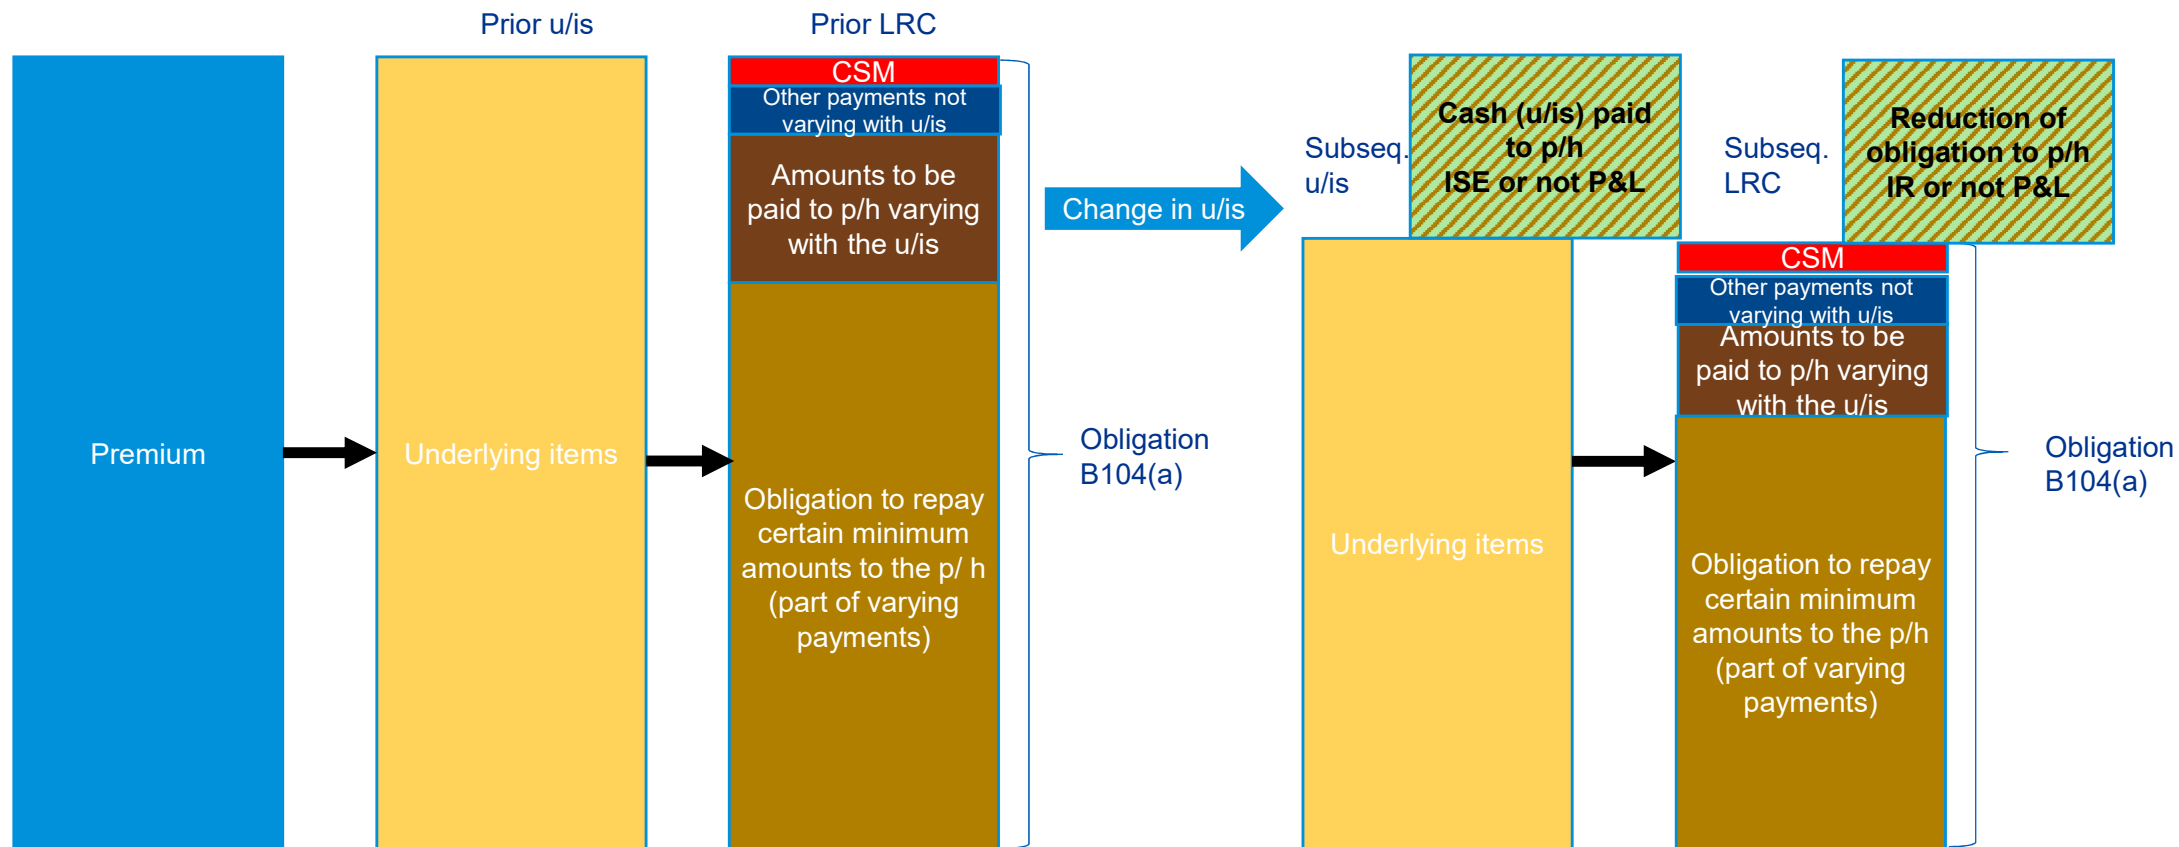 Prior u/is
Prior LRC
Premium
Underlying items
CSM
Other payments not
varying with u/is
Amounts to be
paid to p/h varying
with the u/is
Obligation to repay
certain minimum
amounts to the p/ h
(part of varying
payments)
Obligation
B104(a)
Change in u/is
Subseq.
u/is
Cash (u/is) paid
to p/h
ISE or not P&L
Underlying items
Subseq.
LRC
Reduction of
obligation to p/h
IR or not P&L
CSM
Other payments not
varying with u/is
Amounts to be
paid to p/h varying
with the u/is
Obligation to repay
certain minimum
amounts to the p/h
(part of varying
payments)
Obligation
B104(a)